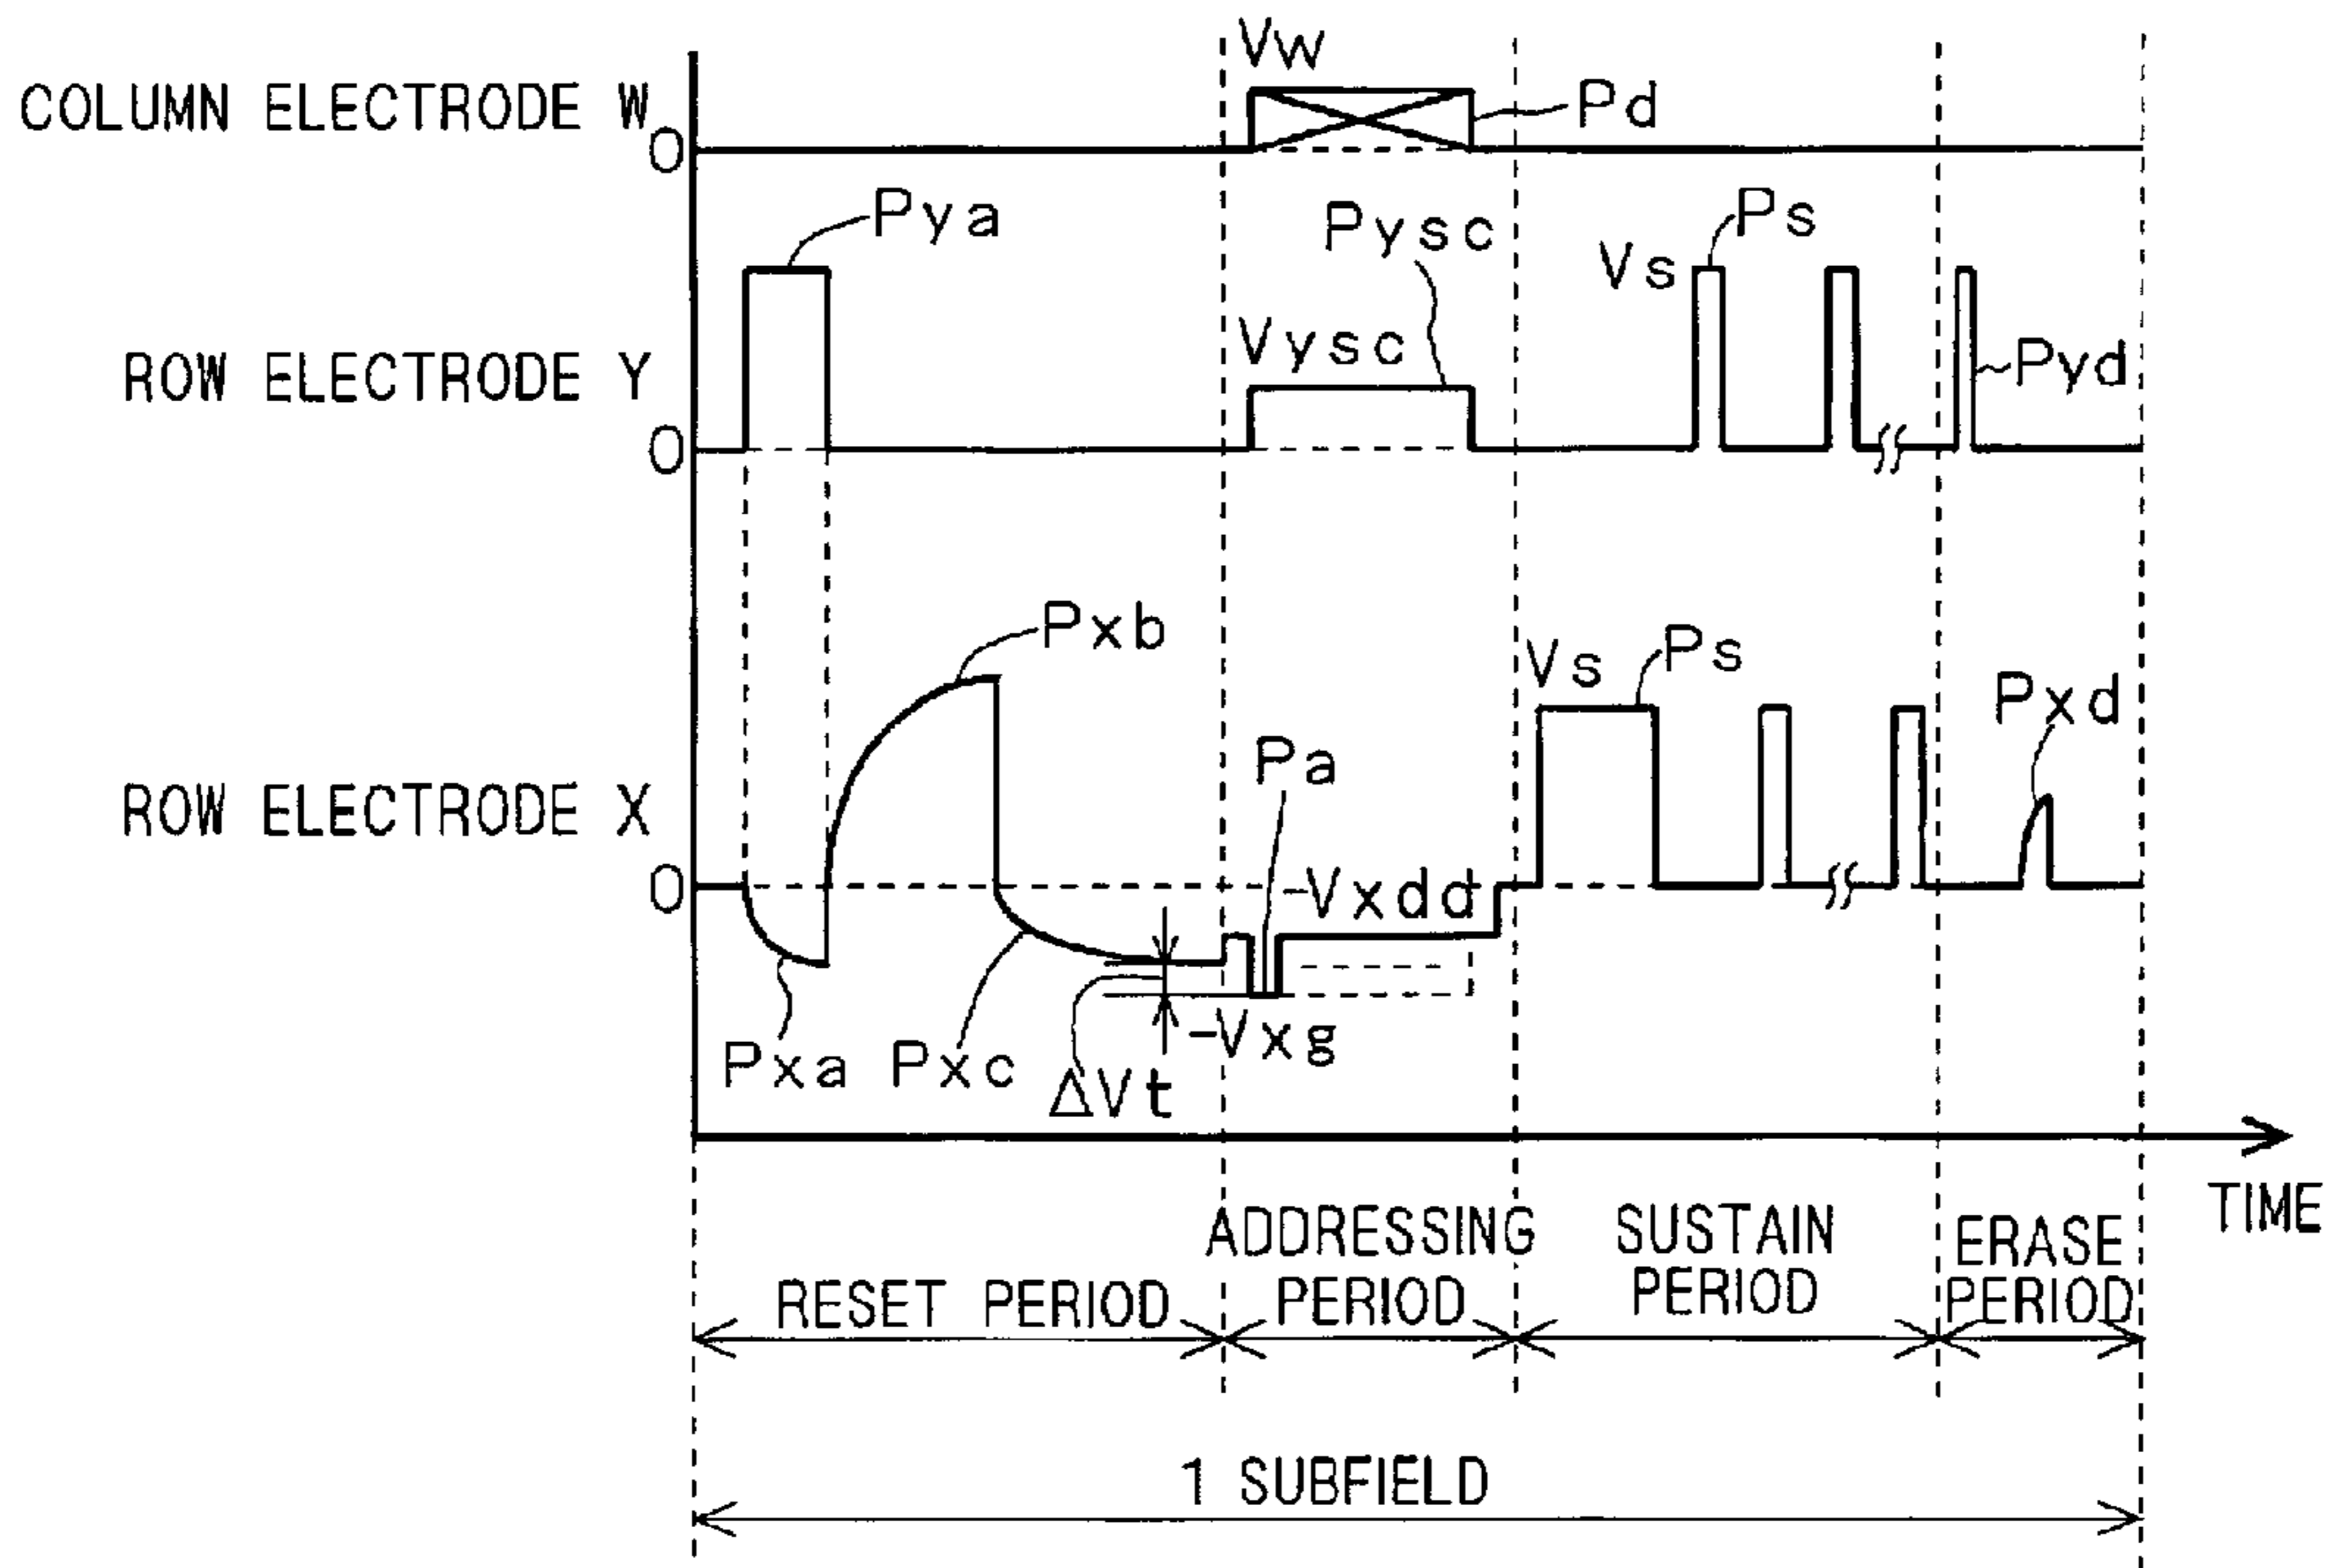 Vw
COLUMN ELECTRODE W
Pd
0
Pya
Pysc
Ps
Vs
Vysc
ROW ELECTRODE Y
Pyd
0
Pxb
Vs
Ps
Pxd
Pa
ROW ELECTRODE X
0
-Vxdd
-Vxg
Pxa
Pxc
ΔVt
TIME
RESET PERIOD
ADDRESSING
PERIOD
SUSTAIN
PERIOD
ERASE
PERIOD
1 SUBFIELD